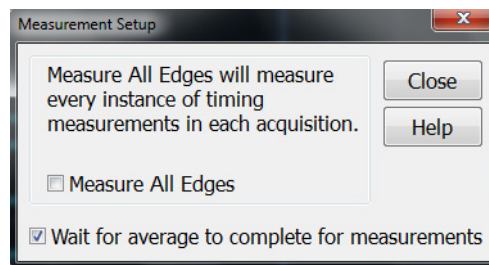 Measurement Setup
Measure All Edges will measure
every instance of timing
measurements in each acquisition.
Close
Help
Measure All Edges
Wait for average to complete for measurements